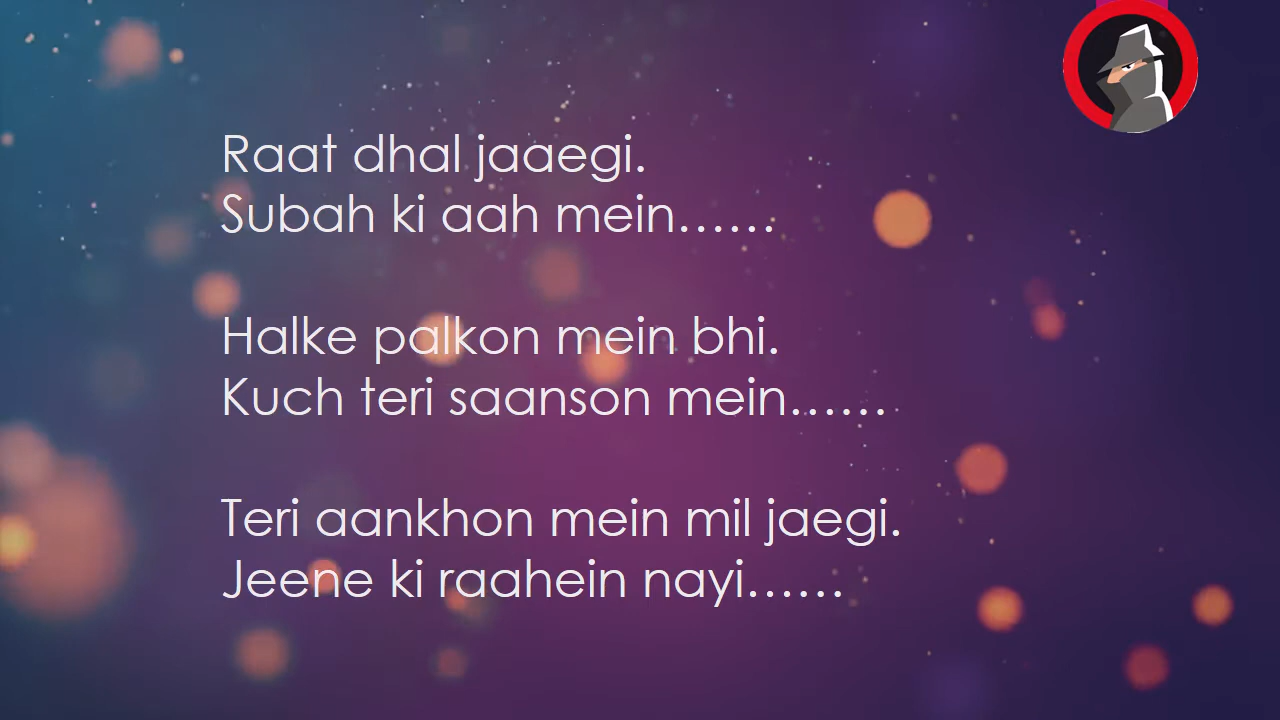 Raat dhal jaaegi.
Subah ki aah mein......
Halke palkon mein bhi.
Kuch teri saanson mein......
Teri aankhon mein mil jaegi.
Jeene ki raahein nayi......